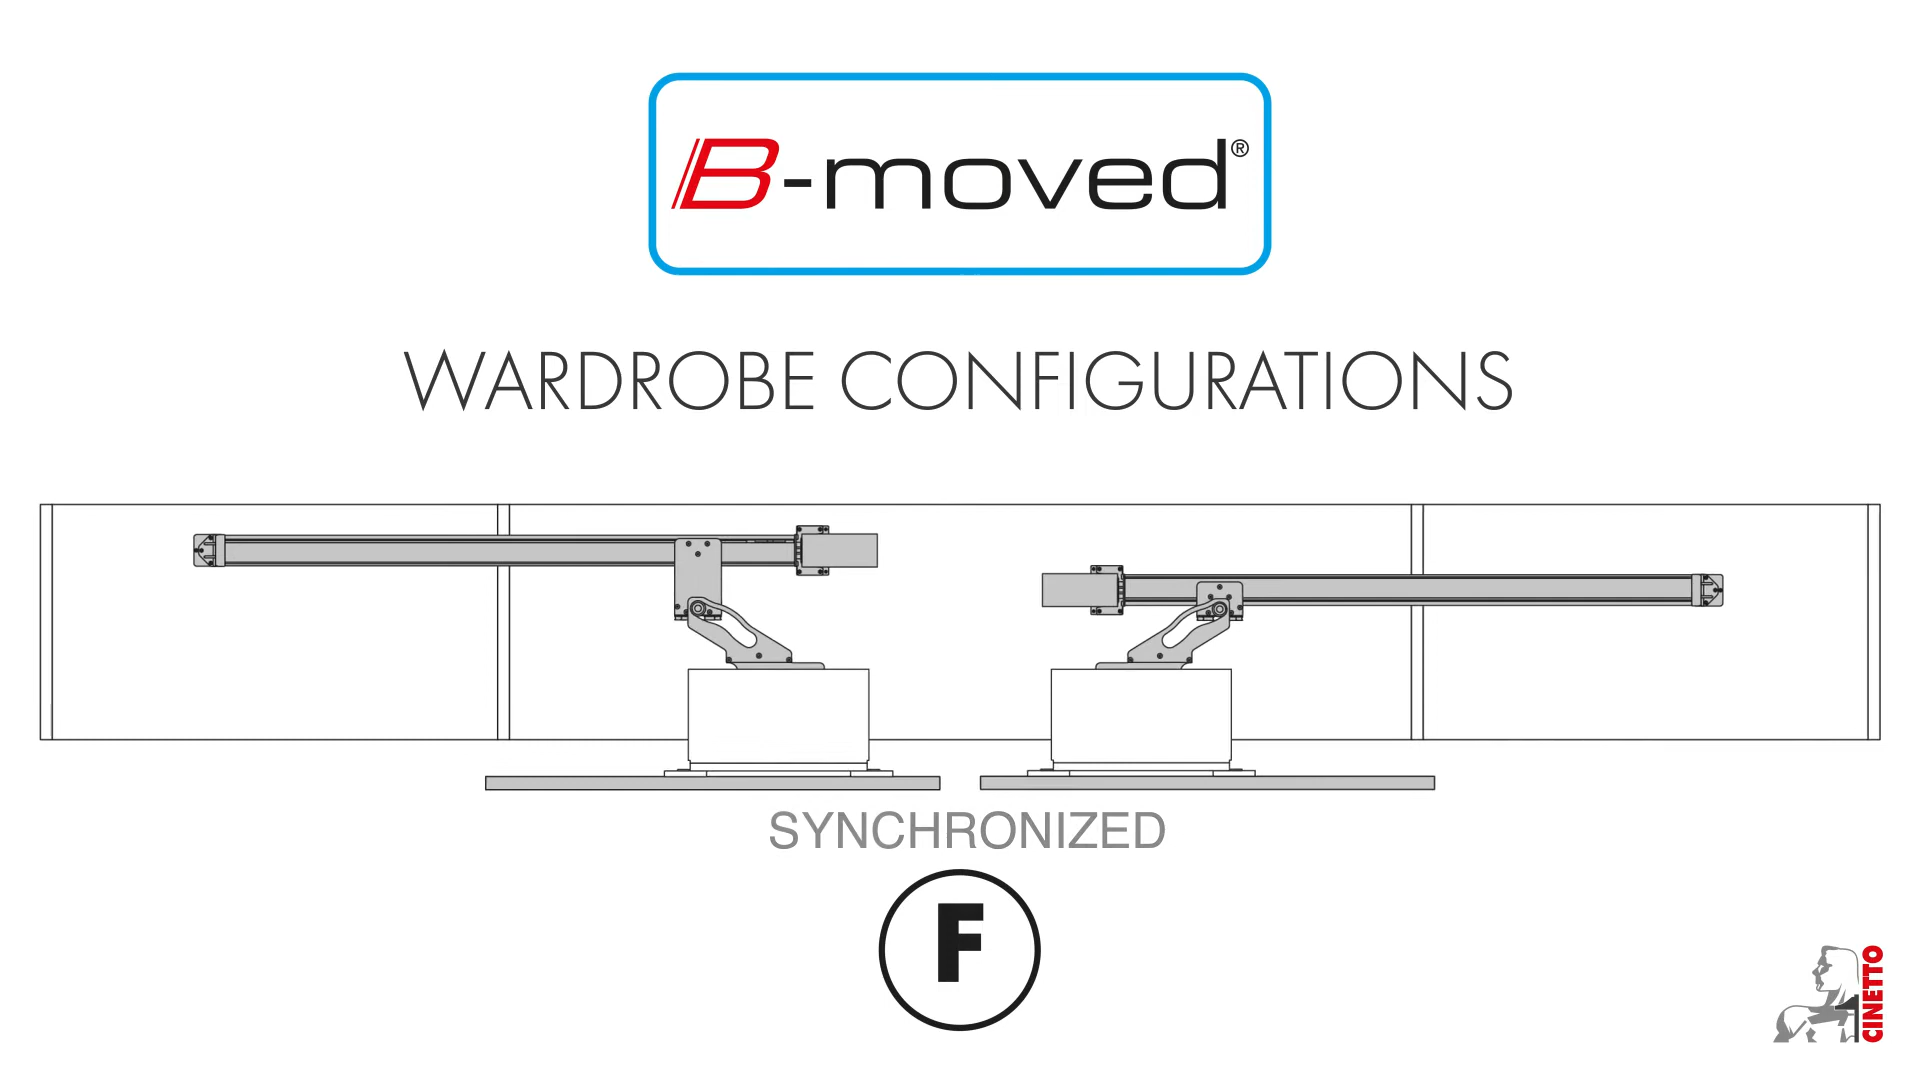 B-moved®
WARDROBE CONFIGURATIONS
SYNCHRONIZED
F
CINETTO